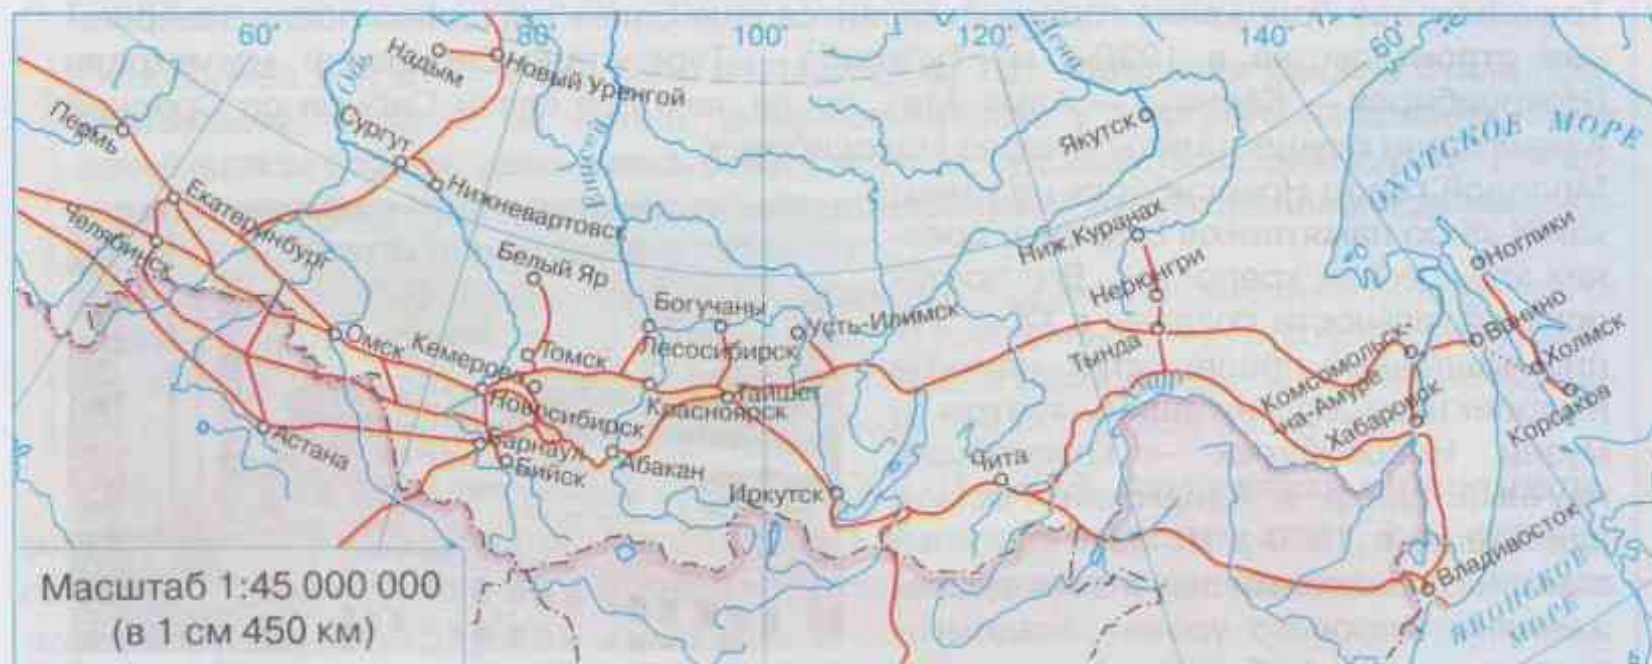 60°
80°
100°
120°
140°
60°
Надым
Новый Уренгой
Обь
Лена
Пермь
Сургут
Якутск
ОХОТСКОЕ МОРЕ
Екатеринбург
Нижневартовск
Челябинск
Белый Яр
Ниж.Куранах
Ноглики
Нерюнгри
Богучаны
Усть-Илимск
Ванино
Омск
Кемерово
Томск
Лесосибирск
Тында
Комсомольск-
на-Амуре
Холмск
Новосибирск
Красноярск
Тайшет
Хабаровск
Корсаков
Астана
Барнаул
Бийск
Абакан
Чита
Иркутск
Владивосток
ЯПОНСКОЕ
МОРЕ
Масштаб 1:45 000 000
(в 1 см 450 км)